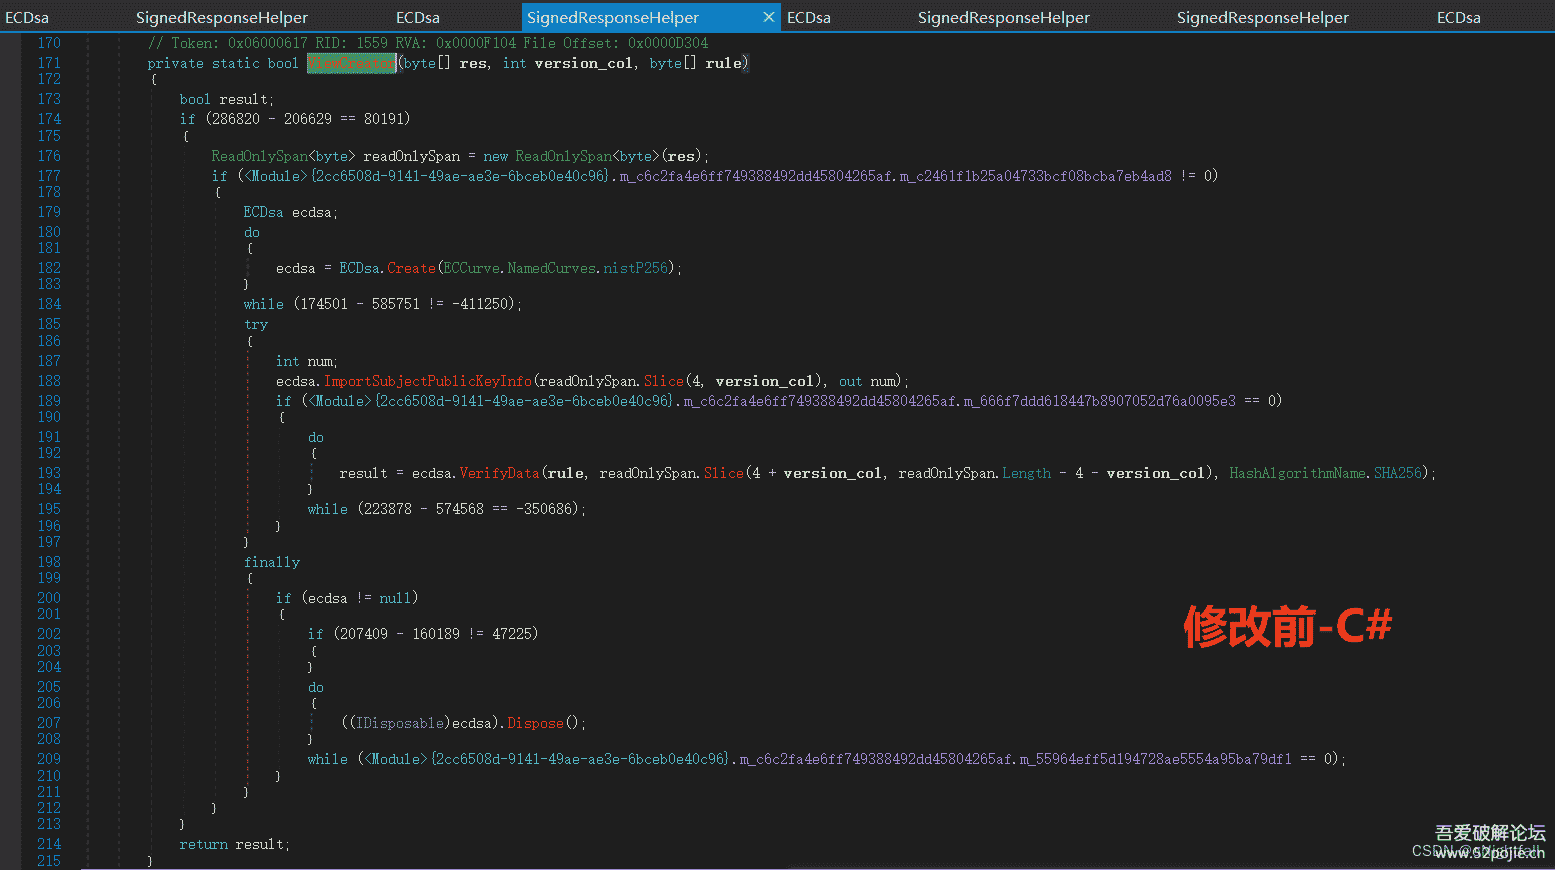 ECDsa SignedResponseHelper ECDsa SignedResponseHelper × ECDsa SignedResponseHelper SignedResponseHelper ECDsa
170 // Token: 0x06000617 RID: 1559 RVA: 0x0000F104 File Offset: 0x0000D304
171 private static bool (byte[] res, int version_col, byte[] rule)
172 {
173 bool result;
174 if (286820 - 206629 == 80191)
175 {
176 ReadOnlySpan<byte> readOnlySpan = new ReadOnlySpan<byte>(res);
177 if (<Module>{2cc6508d-9141-49ae-ae3e-6bceb0e40c96}.m_c6c2fa4e6ff749388492dd45804265af.m_c2461f1b25a04733bcf08bcba7eb4ad8 != 0)
178 {
179 ECDsa ecdsa;
180 do
181 {
182 ecdsa = ECDsa.Create(ECCurve.NamedCurves.nistP256);
183 }
184 while (174501 - 585751 != -411250);
185 try
186 {
187 int num;
188 ecdsa.ImportSubjectPublicKeyInfo(readOnlySpan.Slice(4, version_col), out num);
189 if (<Module>{2cc6508d-9141-49ae-ae3e-6bceb0e40c96}.m_c6c2fa4e6ff749388492dd45804265af.m_666f7ddd618447b8907052d76a0095e3 == 0)
190 {
191 do
192 {
193 result = ecdsa.VerifyData(rule, readOnlySpan.Slice(4 + version_col, readOnlySpan.Length - 4 - version_col), HashAlgorithmName.SHA256);
194 }
195 while (223878 - 574568 == -350686);
196 }
197 }
198 finally
199 {
200 if (ecdsa != null)
201 {
202 if (207409 - 160189 != 47225)
203 {
204 }
205 do
206 {
207 ((IDisposable)ecdsa).Dispose();
208 }
209 while (<Module>{2cc6508d-9141-49ae-ae3e-6bceb0e40c96}.m_c6c2fa4e6ff749388492dd45804265af.m_55964eff5d194728ae5554a95ba79df1 == 0);
210 }
211 }
212 }
213 }
214 return result;
215 }
修改前-C#
吾爱破解论坛
www.52pojie.cn
CSDN